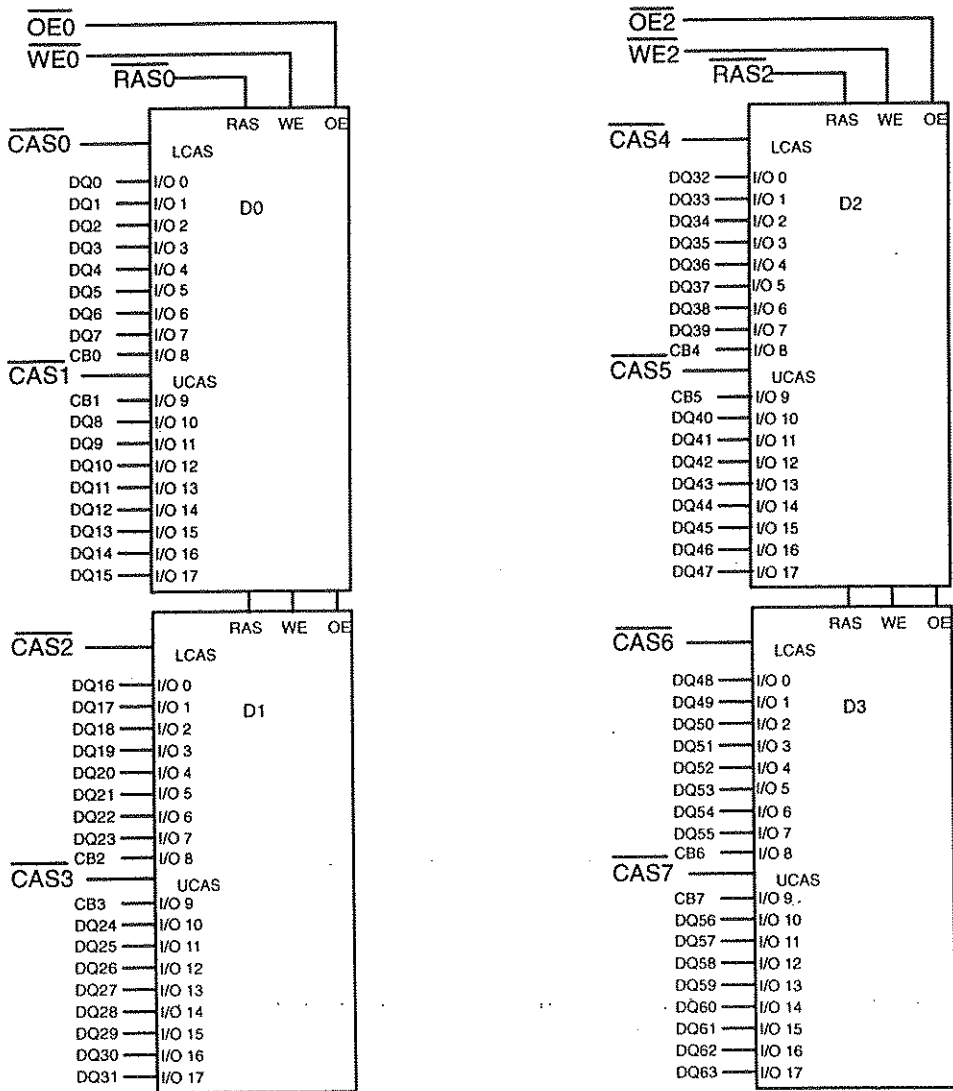 OE0
WE0
RAS0
RAS WE OE
CAS0
LCAS
DQ0 I/O 0
D0
DQ1 I/O 1
DQ2 I/O 2
DQ3 I/O 3
DQ4 I/O 4
DQ5 I/O 5
DQ6 I/O 6
DQ7 I/O 7
CB0 I/O 8
CAS1
UCAS
CB1 I/O 9
DQ8 I/O 10
DQ9 I/O 11
DQ10 I/O 12
DQ11 I/O 13
DQ12 I/O 14
DQ13 I/O 15
DQ14 I/O 16
DQ15 I/O 17
RAS WE OE
CAS2
LCAS
DQ16 I/O 0
D1
DQ17 I/O 1
DQ18 I/O 2
DQ19 I/O 3
DQ20 I/O 4
DQ21 I/O 5
DQ22 I/O 6
DQ23 I/O 7
CB2 I/O 8
CAS3
UCAS
CB3 I/O 9
DQ24 I/O 10
DQ25 I/O 11
DQ26 I/O 12
DQ27 I/O 13
DQ28 I/O 14
DQ29 I/O 15
DQ30 I/O 16
DQ31 I/O 17
OE2
WE2
RAS2
RAS WE OE
CAS4
LCAS
DQ32 I/O 0
D2
DQ33 I/O 1
DQ34 I/O 2
DQ35 I/O 3
DQ36 I/O 4
DQ37 I/O 5
DQ38 I/O 6
DQ39 I/O 7
CB4 I/O 8
CAS5
UCAS
CB5 I/O 9
DQ40 I/O 10
DQ41 I/O 11
DQ42 I/O 12
DQ43 I/O 13
DQ44 I/O 14
DQ45 I/O 15
DQ46 I/O 16
DQ47 I/O 17
RAS WE OE
CAS6
LCAS
DQ48 I/O 0
D3
DQ49 I/O 1
DQ50 I/O 2
DQ51 I/O 3
DQ52 I/O 4
DQ53 I/O 5
DQ54 I/O 6
DQ55 I/O 7
CB6 I/O 8
CAS7
UCAS
CB7 I/O 9
DQ56 I/O 10
DQ57 I/O 11
DQ58 I/O 12
DQ59 I/O 13
DQ60 I/O 14
DQ61 I/O 15
DQ62 I/O 16
DQ63 I/O 17